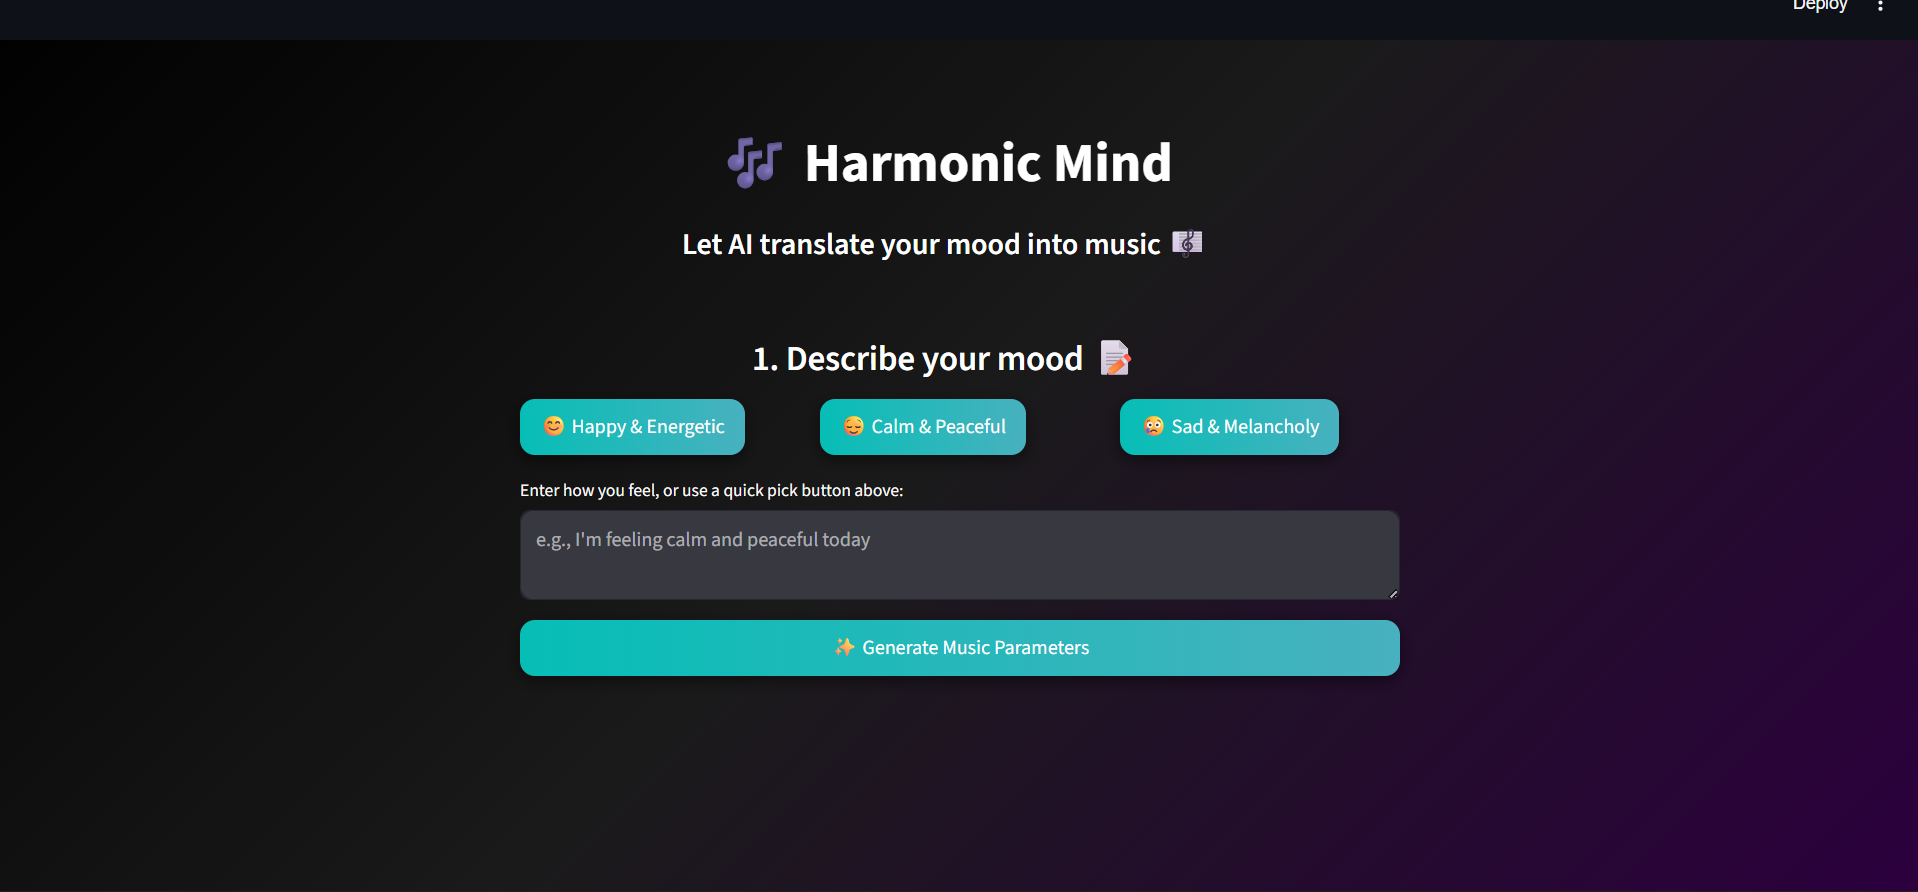 Deploy
🎶 Harmonic Mind
Let AI translate your mood into music 🎼
1. Describe your mood 📝
😊 Happy & Energetic
😌 Calm & Peaceful
😢 Sad & Melancholy
Enter how you feel, or use a quick pick button above:
e.g., I'm feeling calm and peaceful today
✨ Generate Music Parameters